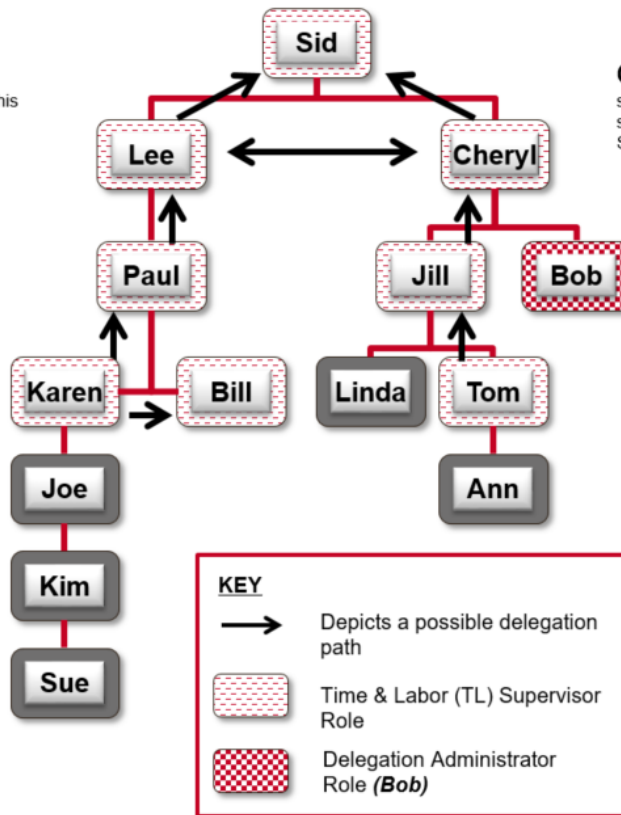 Sid
his
s
s
S
Lee
Cheryl
Paul
Jill
Bob
Karen
Bill
Linda
Tom
Joe
Ann
Kim
Sue
KEY
Depicts a possible delegation
path
Time & Labor (TL) Supervisor
Role
Delegation Administrator
Role (Bob)